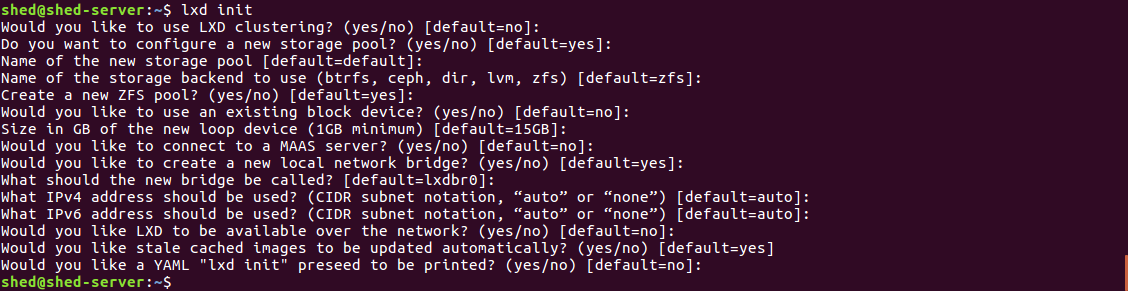 shed@shed-server:~$ lxd init
Would you like to use LXD clustering? (yes/no) [default=no]:
Do you want to configure a new storage pool? (yes/no) [default=yes]:
Name of the new storage pool [default=default]:
Name of the storage backend to use (btrfs, ceph, dir, lvm, zfs) [default=zfs]:
Create a new ZFS pool? (yes/no) [default=yes]:
Would you like to use an existing block device? (yes/no) [default=no]:
Size in GB of the new loop device (1GB minimum) [default=15GB]:
Would you like to connect to a MAAS server? (yes/no) [default=no]:
Would you like to create a new local network bridge? (yes/no) [default=yes]:
What should the new bridge be called? [default=lxdbr0]:
What IPv4 address should be used? (CIDR subnet notation, “auto” or “none”) [default=auto]:
What IPv6 address should be used? (CIDR subnet notation, “auto” or “none”) [default=auto]:
Would you like LXD to be available over the network? (yes/no) [default=no]:
Would you like stale cached images to be updated automatically? (yes/no) [default=yes]
Would you like a YAML "lxd init" preseed to be printed? (yes/no) [default=no]:
shed@shed-server:~$